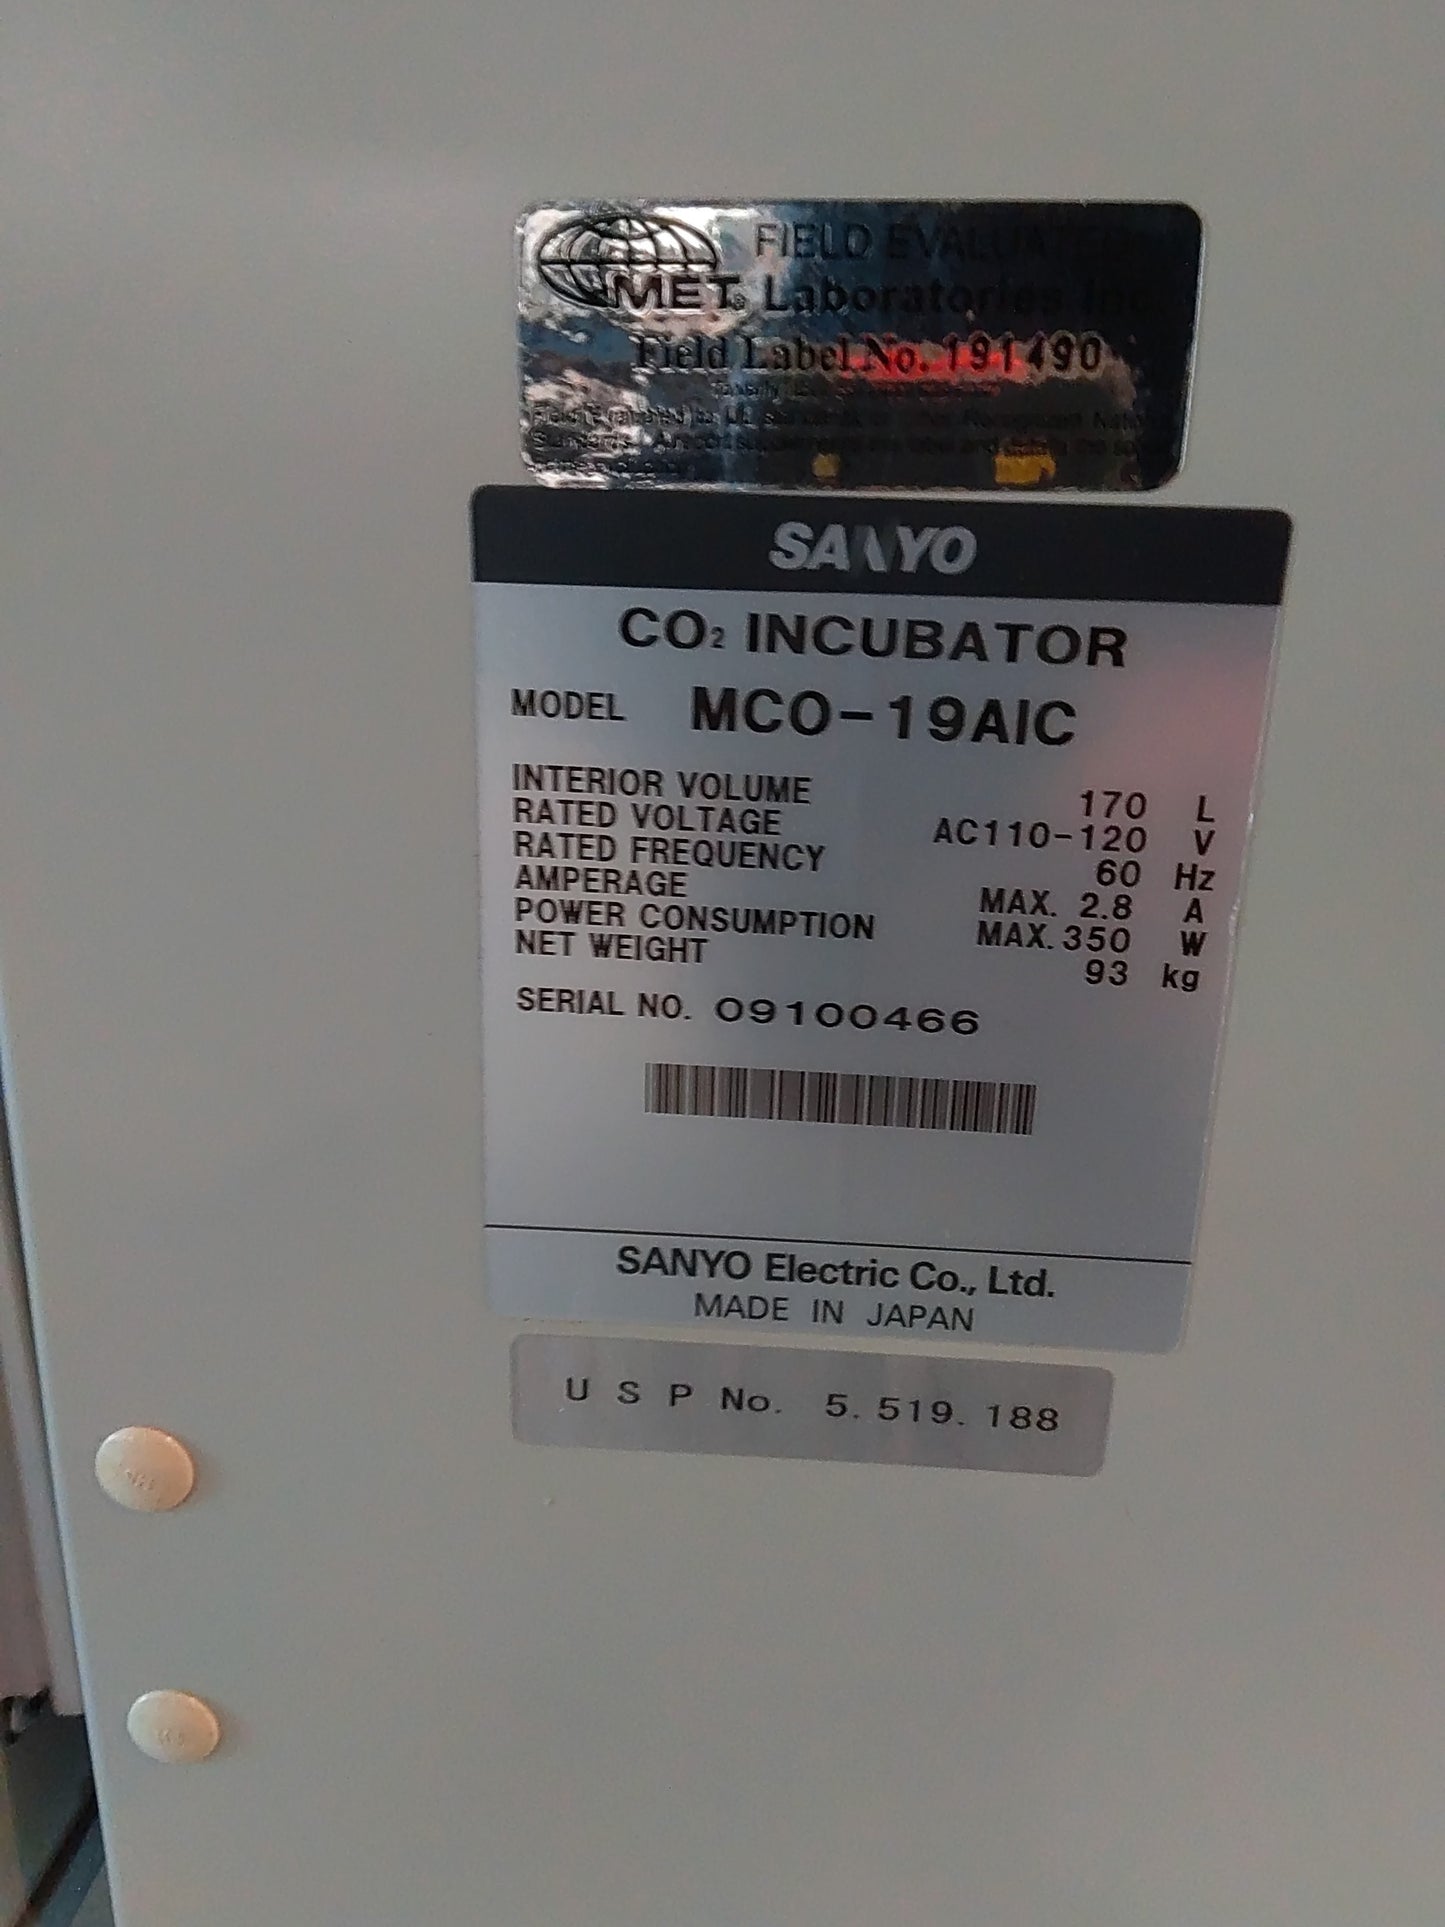 MET® FIELD EVALUATED
Laboratories Inc
Field Label No. 191490
SANYO
CO₂ INCUBATOR
MODEL MCO-19AIC
INTERIOR VOLUME 170 L
RATED VOLTAGE AC110-120 V
RATED FREQUENCY 60 Hz
AMPERAGE MAX. 2.8 A
POWER CONSUMPTION MAX. 350 W
NET WEIGHT 93 kg
SERIAL NO. 09100466
SANYO Electric Co., Ltd.
MADE IN JAPAN
U S P No. 5. 519. 188